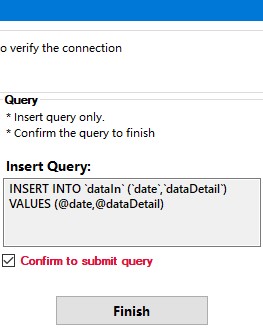 o verify the connection
Query
* Insert query only.
* Confirm the query to finish
Insert Query:
INSERT INTO `dataIn` (`date`,`dataDetail`)
VALUES (@date,@dataDetail)
Confirm to submit query
Finish